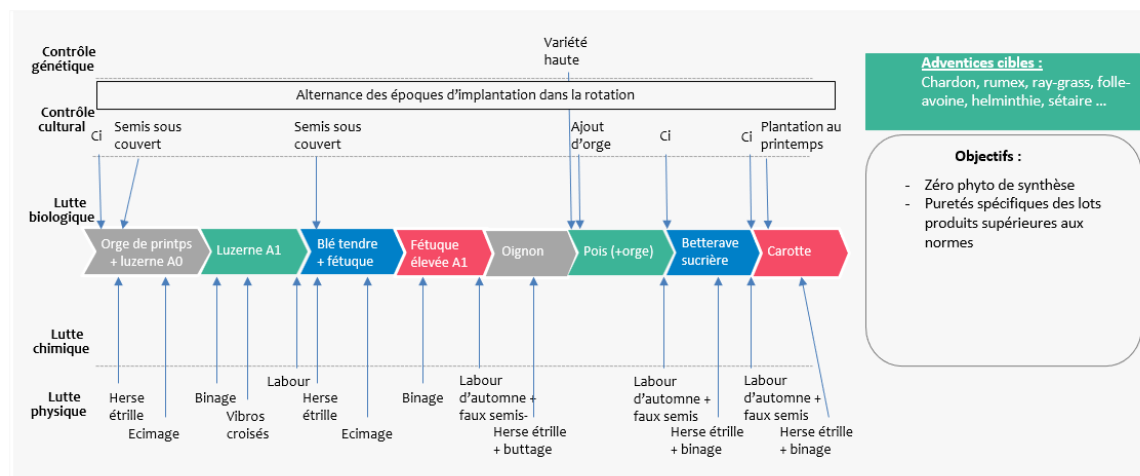 Contrôle
génétique
Variété
haute
Alternance des époques d'implantation dans la rotation
Contrôle
cultural
Ci
Semis sous
couvert
Semis sous
couvert
Ajout
d'orge
Ci
Ci
Plantation au
printemps
Lutte
biologique
Orge de printps
+ luzerne A0
Luzerne A1
Blé tendre
+ fétuque
Fétuque
élevée A1
Oignon
Pois (+orge)
Betterave
sucrière
Carotte
Lutte
chimique
Lutte
physique
Herse
étrille
Ecimage
Binage
Vibros
croisés
Labour
Herse
étrille
Ecimage
Binage
Labour
d'automne +
faux semis-
Herse étrille
+ buttage
Labour
d'automne +
faux semis
Herse étrille
+ binage
Labour
d'automne +
faux semis
Herse étrille
+ binage
Adventices cibles :
Chardon, rumex, ray-grass, folle-
avoine, helminthie, sétaire ...
Objectifs :
- Zéro phyto de synthèse
- Puretés spécifiques des lots
produits supérieures aux
normes